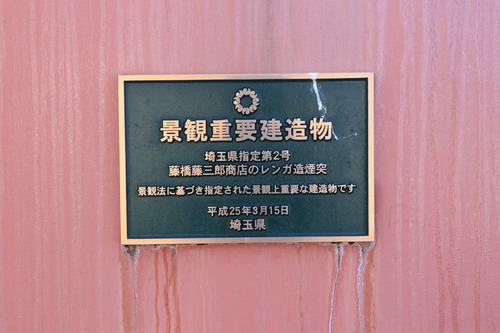 景観重要建造物
埼玉県指定第2号
藤橋藤三郎商店のレンガ造煙突
景観法に基づき指定された景観上重要な建造物です
平成25年3月15日
埼玉県